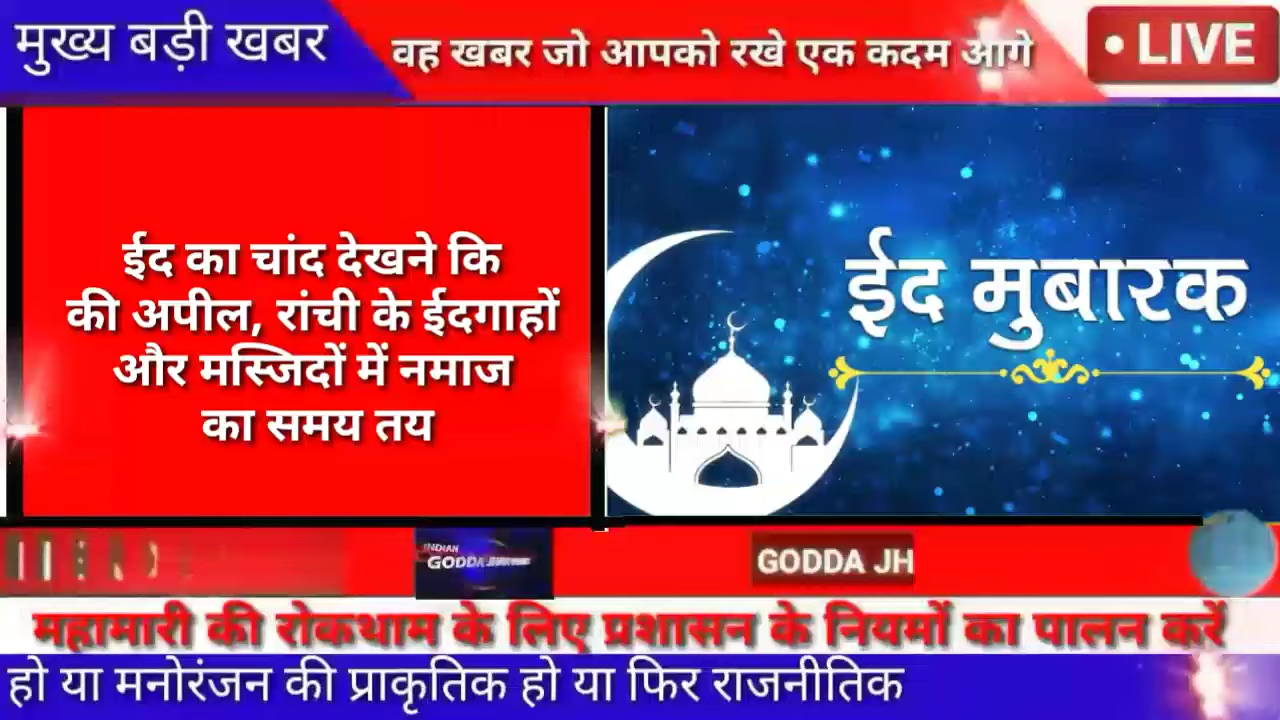 मुख्य बड़ी खबर
वह खबर जो आपको रखे एक कदम आगे
• LIVE
ईद का चांद देखने कि
की अपील, रांची के ईदगाहों
और मस्जिदों में नमाज
का समय तय
ईद मुबारक
INDIAN
GODDA
GODDA JH
महामारी की रोकथाम के लिए प्रशासन के नियमों का पालन करें
हो या मनोरंजन की प्राकृतिक हो या फिर राजनीतिक